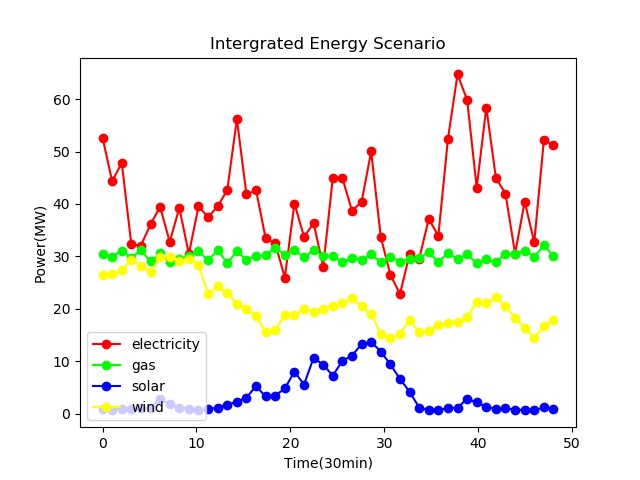 Intergrated Energy Scenario
Power(MW)
60
50
40
30
20
10
0
electricity
gas
solar
wind
0 10 20 30 40 50
Time(30min)